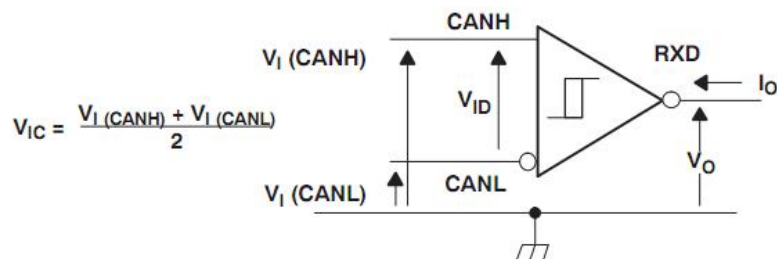 CANH
RXD
V_I (CANH)
I_O
V_ID
V_IC = V_I (CANH) + V_I (CANL)
2
V_O
CANL
V_I (CANL)